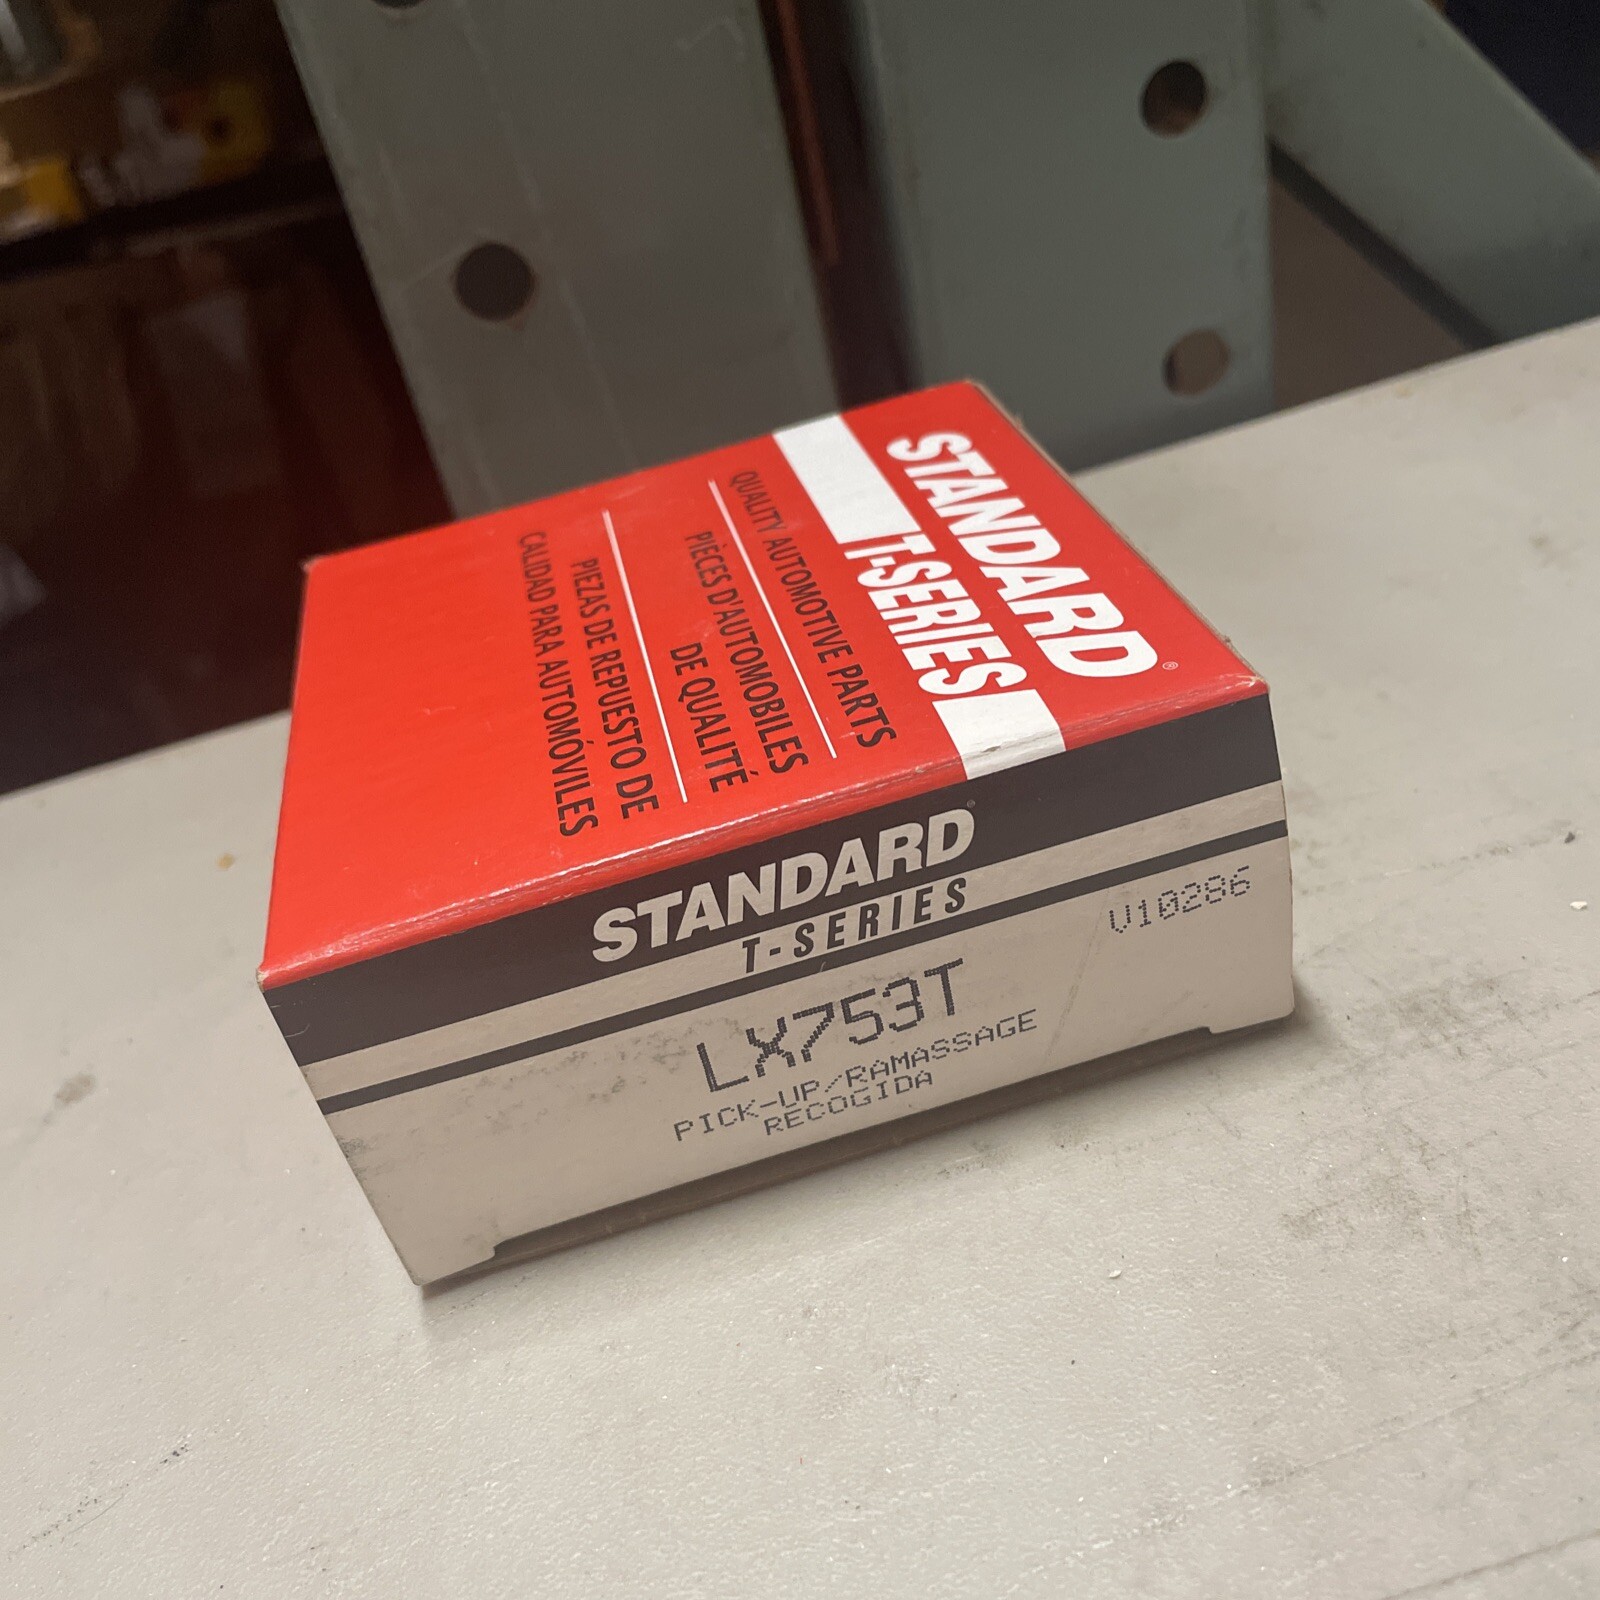 STANDARD®
T-SERIES
QUALITY AUTOMOTIVE PARTS
PIÈCES D'AUTOMOBILES
DE QUALITÉ
PIEZAS DE REPUESTO DE
CALIDAD PARA AUTOMÓVILES
STANDARD
T-SERIES
V10286
LX753T
PICK-UP/RAMASSAGE
RECOGIDA